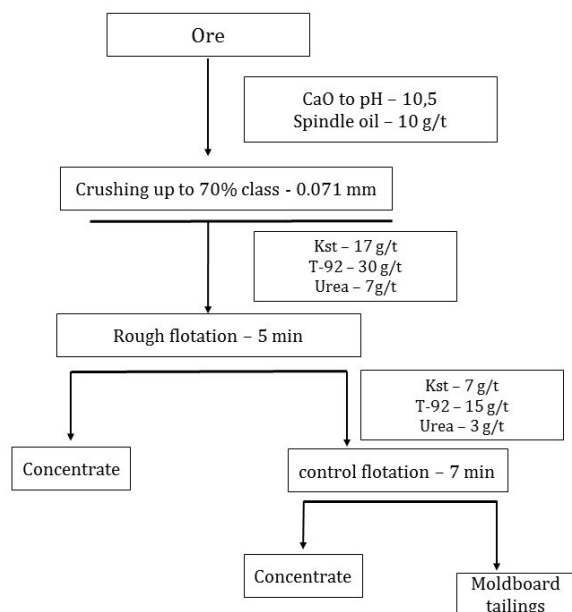 Ore
CaO to pH – 10,5
Spindle oil – 10 g/t
Crushing up to 70% class - 0.071 mm
Kst – 17 g/t
T-92 – 30 g/t
Urea – 7g/t
Rough flotation – 5 min
Kst – 7 g/t
T-92 – 15 g/t
Urea – 3 g/t
Concentrate
control flotation – 7 min
Concentrate
Moldboard
tailings